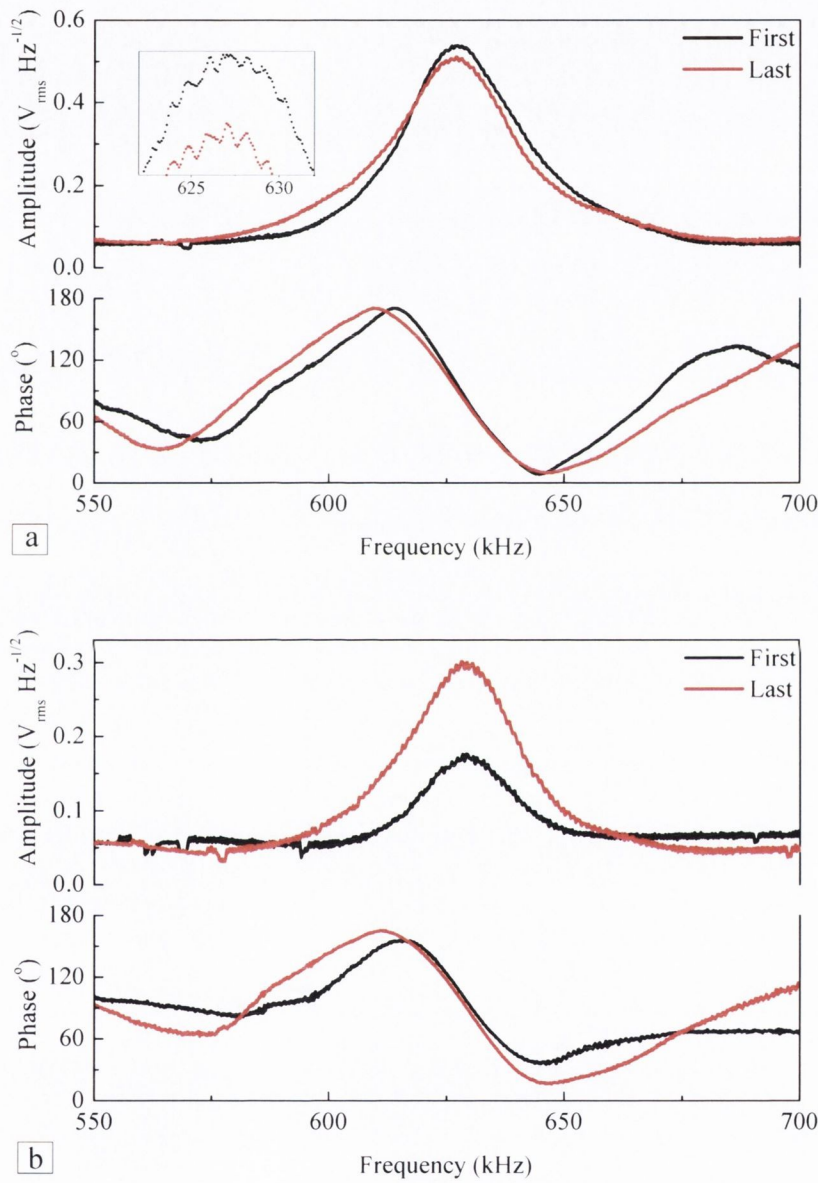 0.6
0.4
0.2
0.0
Amplitude (V_rms Hz^-1/2)
First
Last
625 630
180
120
60
0
Phase (°)
550 600 650 700
Frequency (kHz)
a
0.3
0.2
0.1
0.0
Amplitude (V_rms Hz^-1/2)
First
Last
180
120
60
0
Phase (°)
550 600 650 700
Frequency (kHz)
b